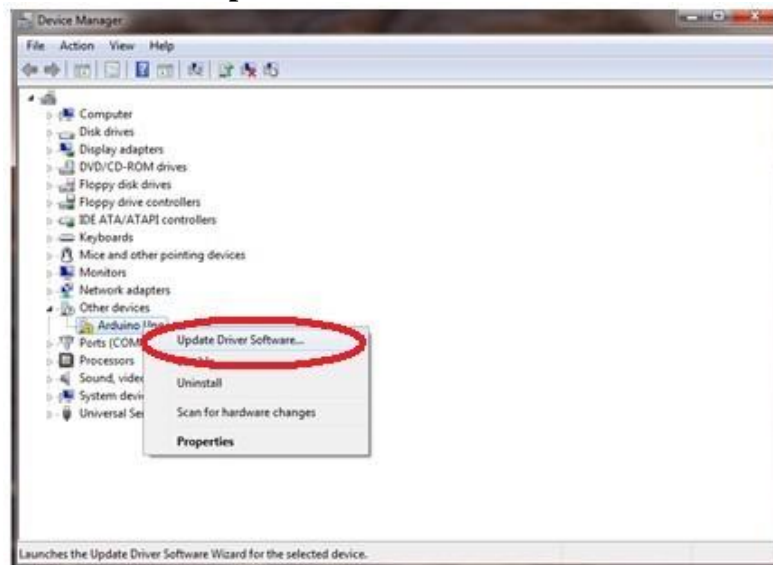 Device Manager
File Action View Help
Computer
Disk drives
Display adapters
DVD/CD-ROM drives
Floppy disk drives
Floppy drive controllers
IDE ATA/ATAPI controllers
Keyboards
Mice and other pointing devices
Monitors
Network adapters
Other devices
Arduino
Update Driver Software...
Ports (COM
Processors
Sound, video
Uninstall
System devi
Universal Se
Scan for hardware changes
Properties
Launches the Update Driver Software Wizard for the selected device.